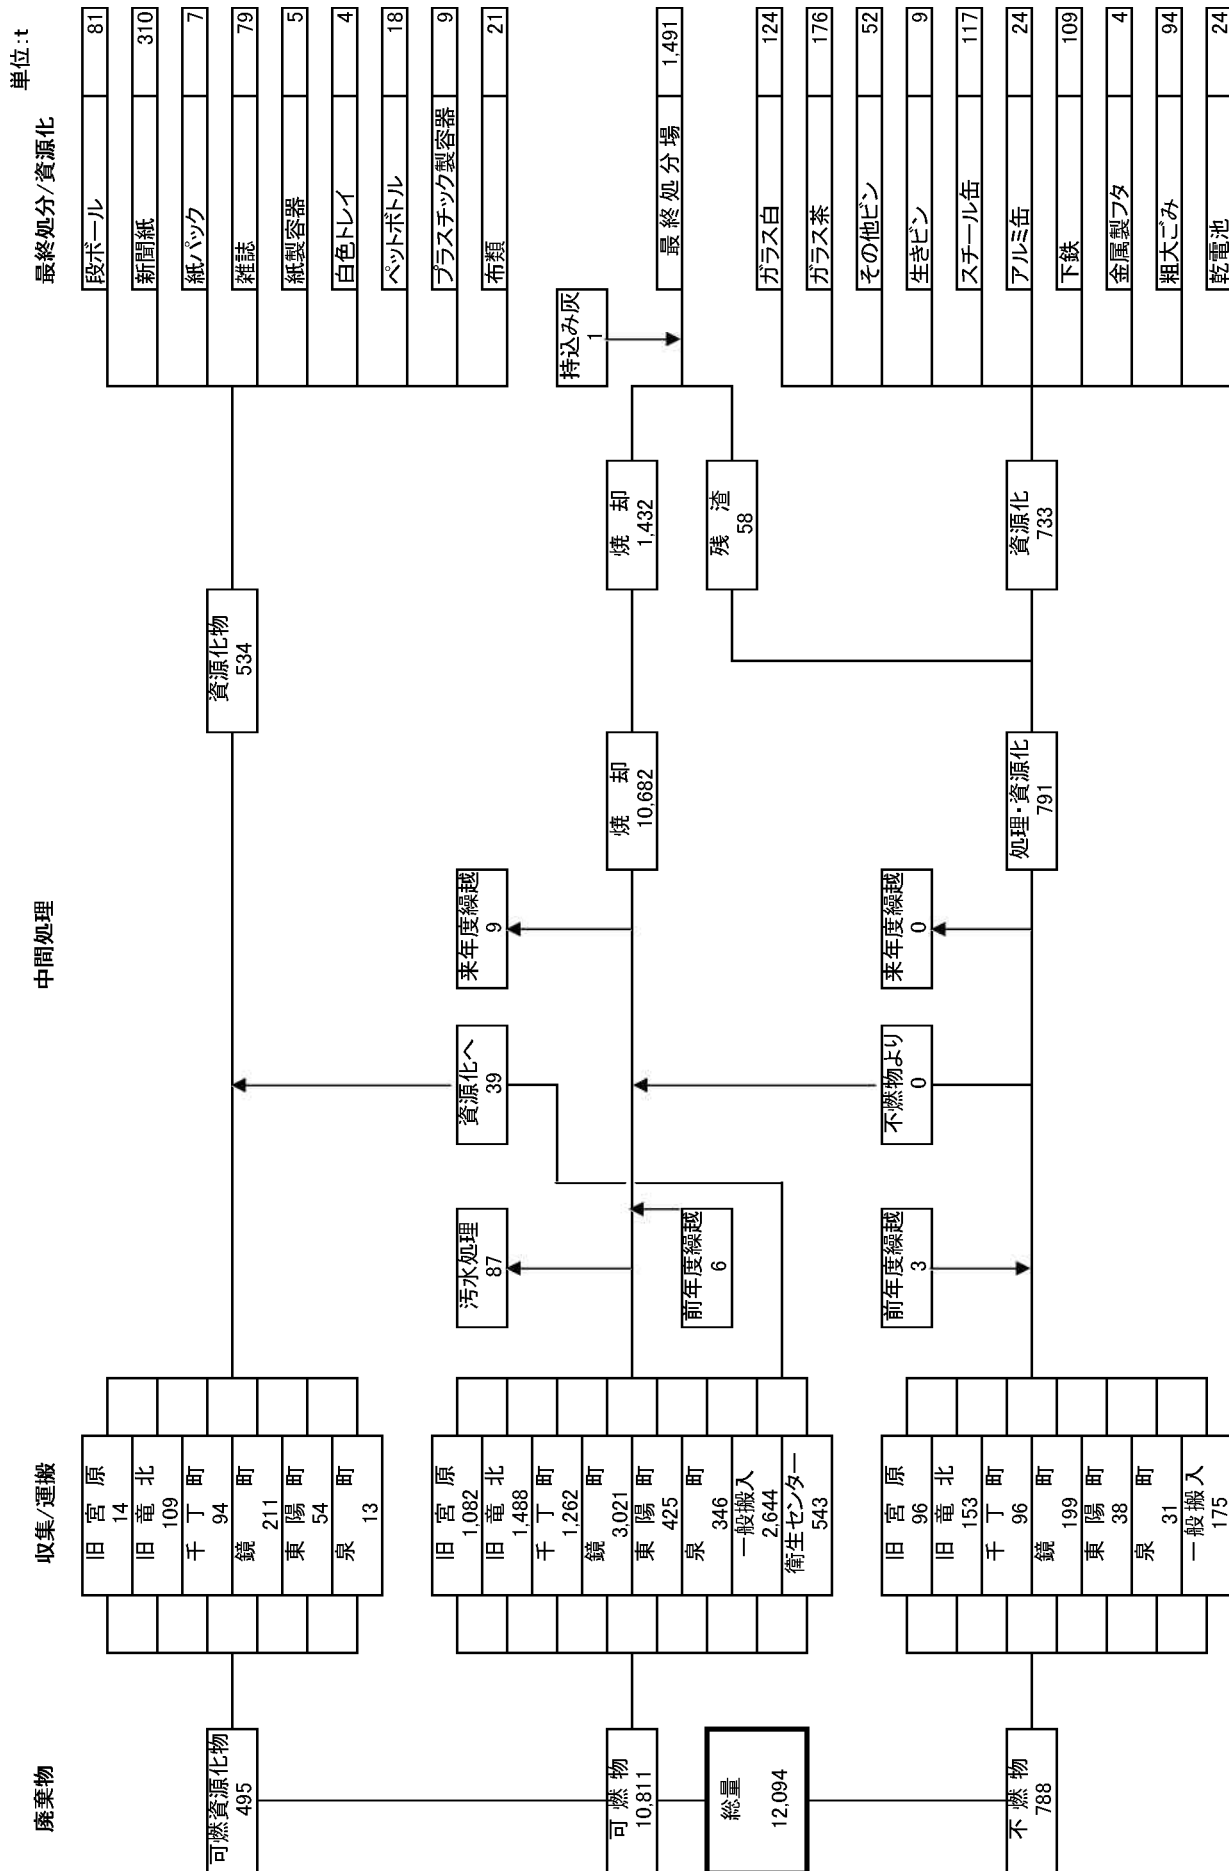 単位:t
廃棄物
収集/運搬
中間処理
最終処分/資源化
可燃資源化物
495
旧宮原
14
旧竜北
109
千丁町
94
鏡町
211
東陽町
54
泉町
13
資源化物
534
段ボール 81
新聞紙 310
紙パック 7
雑誌 79
紙製容器 5
白色トレイ 4
ペットボトル 18
プラスチック製容器 9
布類 21
可燃物
10,811
旧宮原
1,082
旧竜北
1,488
千丁町
1,262
鏡町
3,021
東陽町
425
泉町
346
一般搬入
2,644
衛生センター
543
汚水処理
87
前年度繰越
6
資源化へ
39
来年度繰越
9
焼却
10,682
焼却
1,432
残渣
58
持込み灰
1
最終処分場 1,491
総量
12,094
不燃物
788
旧宮原
96
旧竜北
153
千丁町
96
鏡町
199
東陽町
38
泉町
31
一般搬入
175
前年度繰越
3
不燃物より
0
来年度繰越
0
処理・資源化
791
資源化
733
ガラス白 124
ガラス茶 176
その他ビン 52
生きビン 9
スチール缶 117
アルミ缶 24
下鉄 109
金属製フタ 4
粗大ごみ 94
乾電池 24